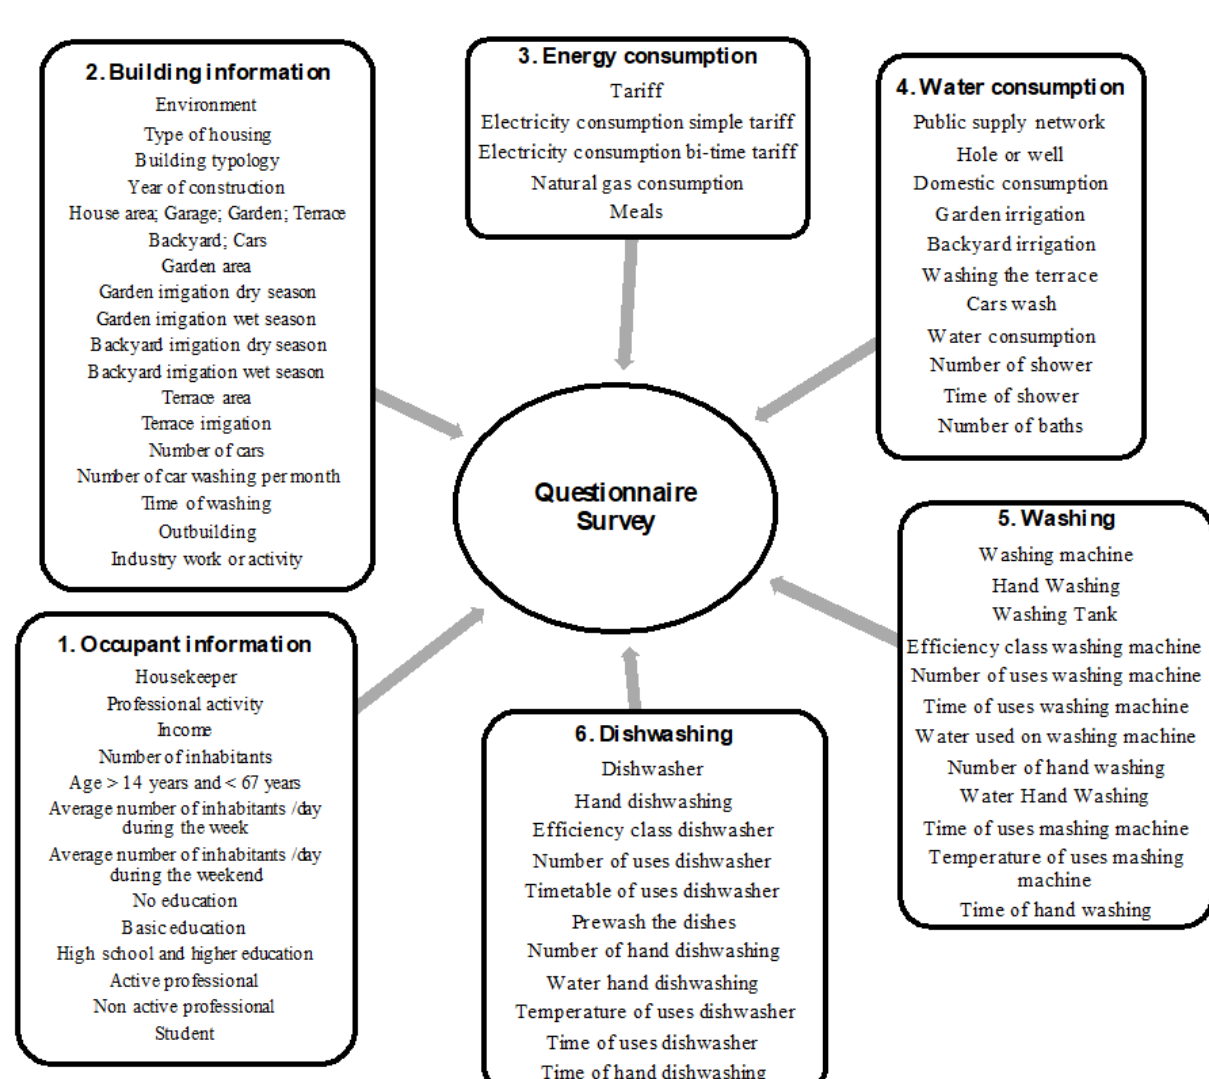 2. Building information
Environment
Type of housing
Building typology
Year of construction
House area; Garage; Garden; Terrace
Backyard; Cars
Garden area
Garden irrigation dry season
Garden irrigation wet season
Backyard irrigation dry season
Backyard irrigation wet season
Terrace area
Terrace irrigation
Number of cars
Number of car washing per month
Time of washing
Outbuilding
Industry work or activity
3. Energy consumption
Tariff
Electricity consumption simple tariff
Electricity consumption bi-time tariff
Natural gas consumption
Meals
4. Water consumption
Public supply network
Hole or well
Domestic consumption
Garden irrigation
Backyard irrigation
Washing the terrace
Cars wash
Water consumption
Number of shower
Time of shower
Number of baths
Questionnaire
Survey
1. Occupant information
Housekeeper
Professional activity
Income
Number of inhabitants
Age > 14 years and < 67 years
Average number of inhabitants /day
during the week
Average number of inhabitants /day
during the weekend
No education
Basic education
High school and higher education
Active professional
Non active professional
Student
6. Dishwashing
Dishwasher
Hand dishwashing
Efficiency class dishwasher
Number of uses dishwasher
Timetable of uses dishwasher
Prewash the dishes
Number of hand dishwashing
Water hand dishwashing
Temperature of uses dishwasher
Time of uses dishwasher
Time of hand dishwashing
5. Washing
Washing machine
Hand Washing
Washing Tank
Efficiency class washing machine
Number of uses washing machine
Time of uses washing machine
Water used on washing machine
Number of hand washing
Water Hand Washing
Time of uses mashing machine
Temperature of uses mashing
machine
Time of hand washing